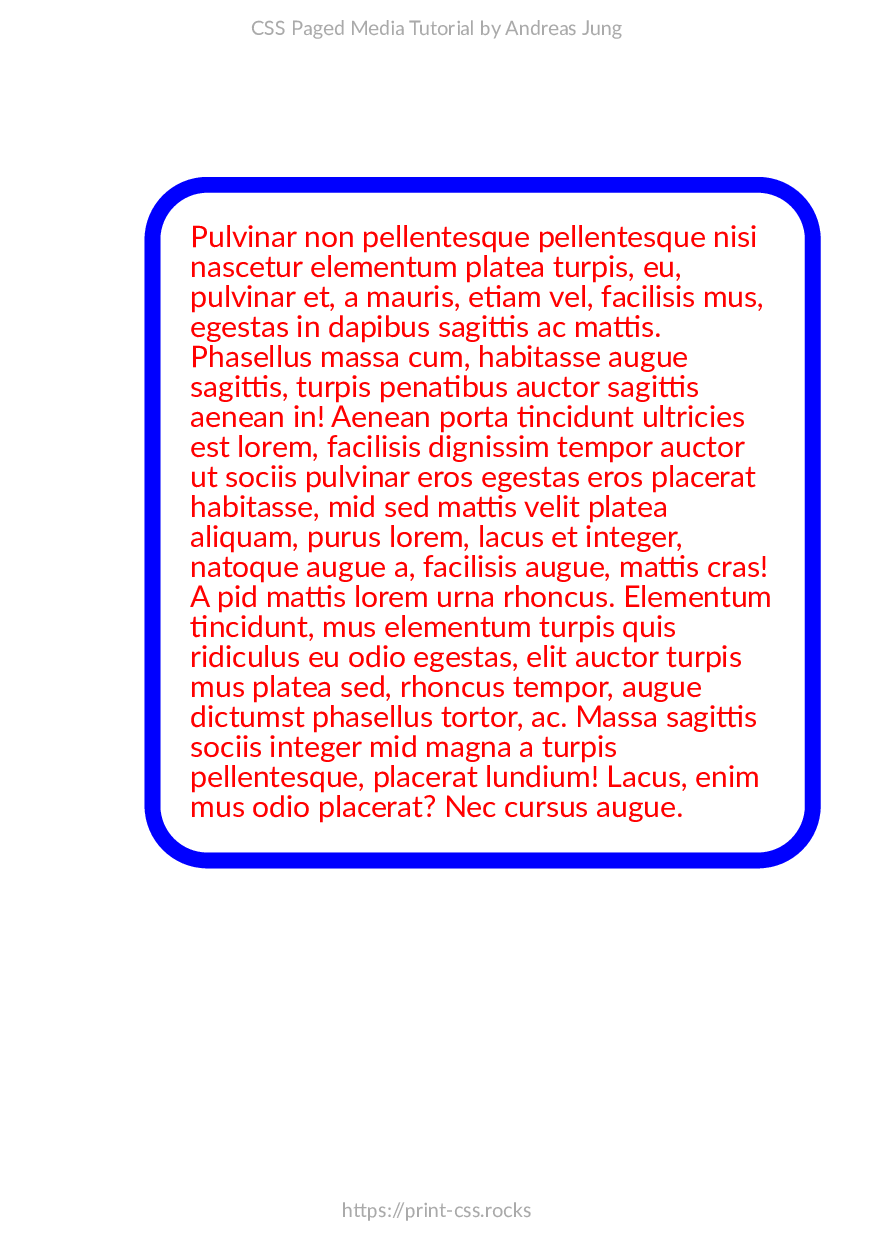 CSS Paged Media Tutorial by Andreas Jung
Pulvinar non pellentesque pellentesque nisi
nascetur elementum platea turpis, eu,
pulvinar et, a mauris, etiam vel, facilisis mus,
egestas in dapibus sagittis ac mattis.
Phasellus massa cum, habitasse augue
sagittis, turpis penatibus auctor sagittis
aenean in! Aenean porta tincidunt ultricies
est lorem, facilisis dignissim tempor auctor
ut sociis pulvinar eros egestas eros placerat
habitasse, mid sed mattis velit platea
aliquam, purus lorem, lacus et integer,
natoque augue a, facilisis augue, mattis cras!
A pid mattis lorem urna rhoncus. Elementum
tincidunt, mus elementum turpis quis
ridiculus eu odio egestas, elit auctor turpis
mus platea sed, rhoncus tempor, augue
dictumst phasellus tortor, ac. Massa sagittis
sociis integer mid magna a turpis
pellentesque, placerat lundium! Lacus, enim
mus odio placerat? Nec cursus augue.
https://print-css.rocks